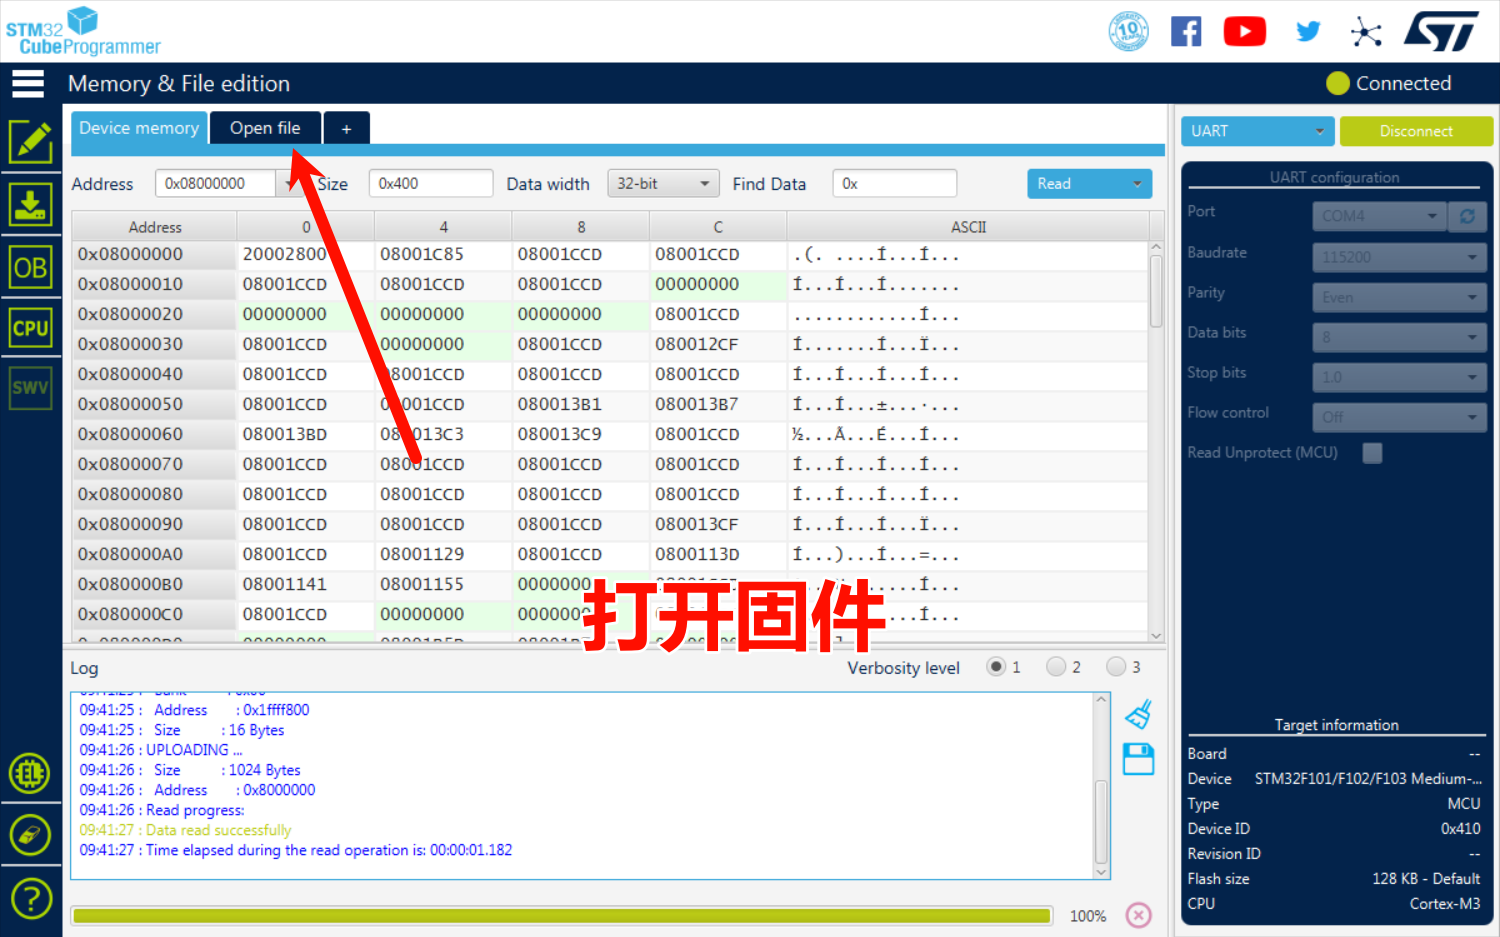 STM32
CubeProgrammer
10
YEARS
Memory & File edition
Connected
Device memory
Open file
+
UART
Disconnect
Address
0x08000000
Size
0x400
Data width
32-bit
Find Data
0x
Read
UART configuration
Address 0 4 8 C ASCII
0x08000000 20002800 08001C85 08001CCD 08001CCD .(. ....Í...Í...
0x08000010 08001CCD 08001CCD 08001CCD 00000000 Í...Í...Í.......
0x08000020 00000000 00000000 00000000 08001CCD ............Í...
0x08000030 08001CCD 00000000 08001CCD 080012CF Í.......Í...Ï...
0x08000040 08001CCD 08001CCD 08001CCD 08001CCD Í...Í...Í...Í...
0x08000050 08001CCD 08001CCD 080013B1 080013B7 Í...Í...±...·...
0x08000060 080013BD 080013C3 080013C9 08001CCD ½...Ã...É...Í...
0x08000070 08001CCD 08001CCD 08001CCD 08001CCD Í...Í...Í...Í...
0x08000080 08001CCD 08001CCD 08001CCD 08001CCD Í...Í...Í...Í...
0x08000090 08001CCD 08001CCD 08001CCD 080013CF Í...Í...Í...Ï...
0x080000A0 08001CCD 08001129 08001CCD 0800113D Í...)...Í...=...
0x080000B0 08001141 08001155 0000000
0x080000C0 08001CCD 00000000 0000000
打开固件
Port COM4
Baudrate 115200
Parity Even
Data bits 8
Stop bits 1.0
Flow control Off
Read Unprotect (MCU)
OB
CPU
SWV
EL
?
Log
Verbosity level 1 2 3
09:41:25 : Address : 0x1ffff800
09:41:25 : Size : 16 Bytes
09:41:26 : UPLOADING ...
09:41:26 : Size : 1024 Bytes
09:41:26 : Address : 0x8000000
09:41:26 : Read progress:
09:41:27 : Data read successfully
09:41:27 : Time elapsed during the read operation is: 00:00:01.182
100%
Target information
Board --
Device STM32F101/F102/F103 Medium-...
Type MCU
Device ID 0x410
Revision ID --
Flash size 128 KB - Default
CPU Cortex-M3